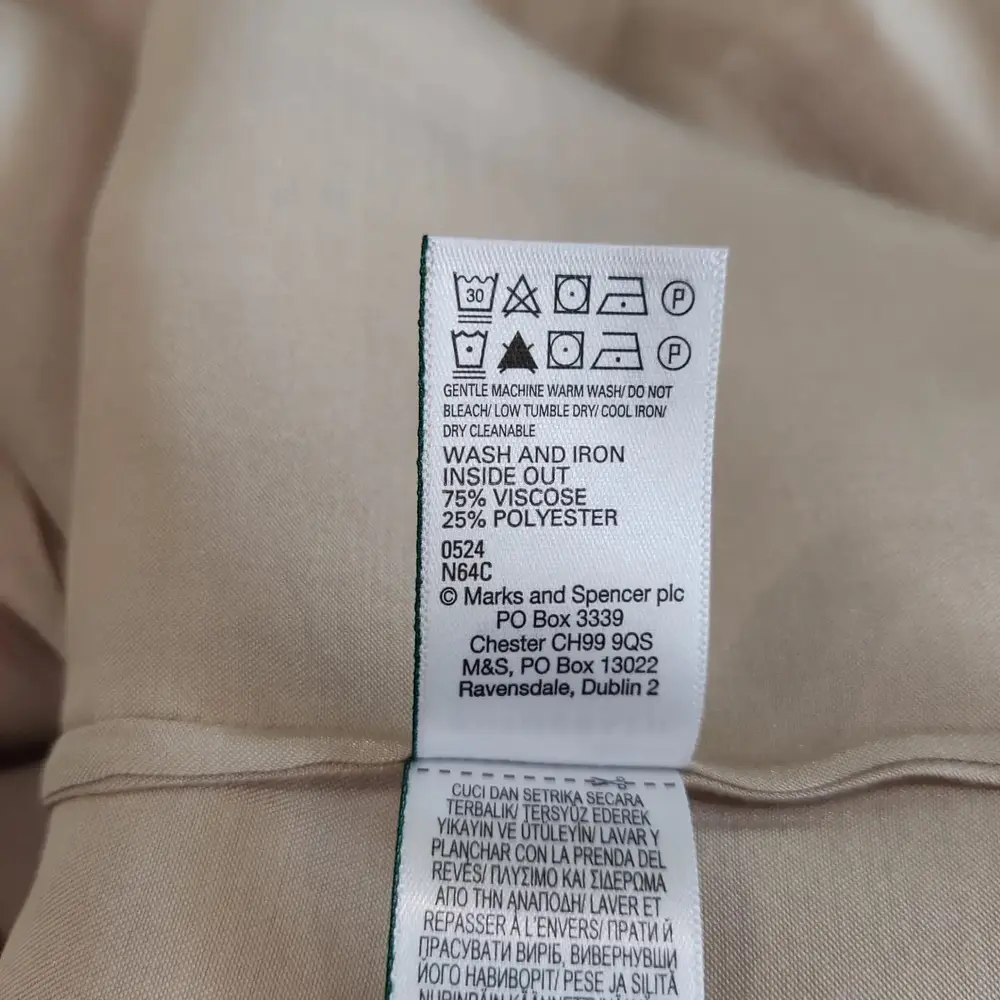 30 P
P
GENTLE MACHINE WARM WASH/ DO NOT
BLEACH/ LOW TUMBLE DRY/ COOL IRON/
DRY CLEANABLE
WASH AND IRON
INSIDE OUT
75% VISCOSE
25% POLYESTER
0524
N64C
© Marks and Spencer plc
PO Box 3339
Chester CH99 9QS
M&S, PO Box 13022
Ravensdale, Dublin 2
CUCI DAN SETRIKA SECARA
TERBALIK/ TERSYÜZ EDEREK
YIKAYIN VE ÜTÜLEYİN/ LAVAR Y
PLANCHAR CON LA PRENDA DEL
REVÉS/ ΠΛΥΣΙΜΟ ΚΑΙ ΣΙΔΕΡΩΜΑ
ΑΠΟ ΤΗΝ ΑΝΑΠΟΔΗ/ LAVER ET
REPASSER À L'ENVERS/ ПРАТИ Й
ПРАСУВАТИ ВИРІБ, ВИВЕРНУВШИ
ЙОГО НАВИВОРІТ/ PESE JA SILITÄ